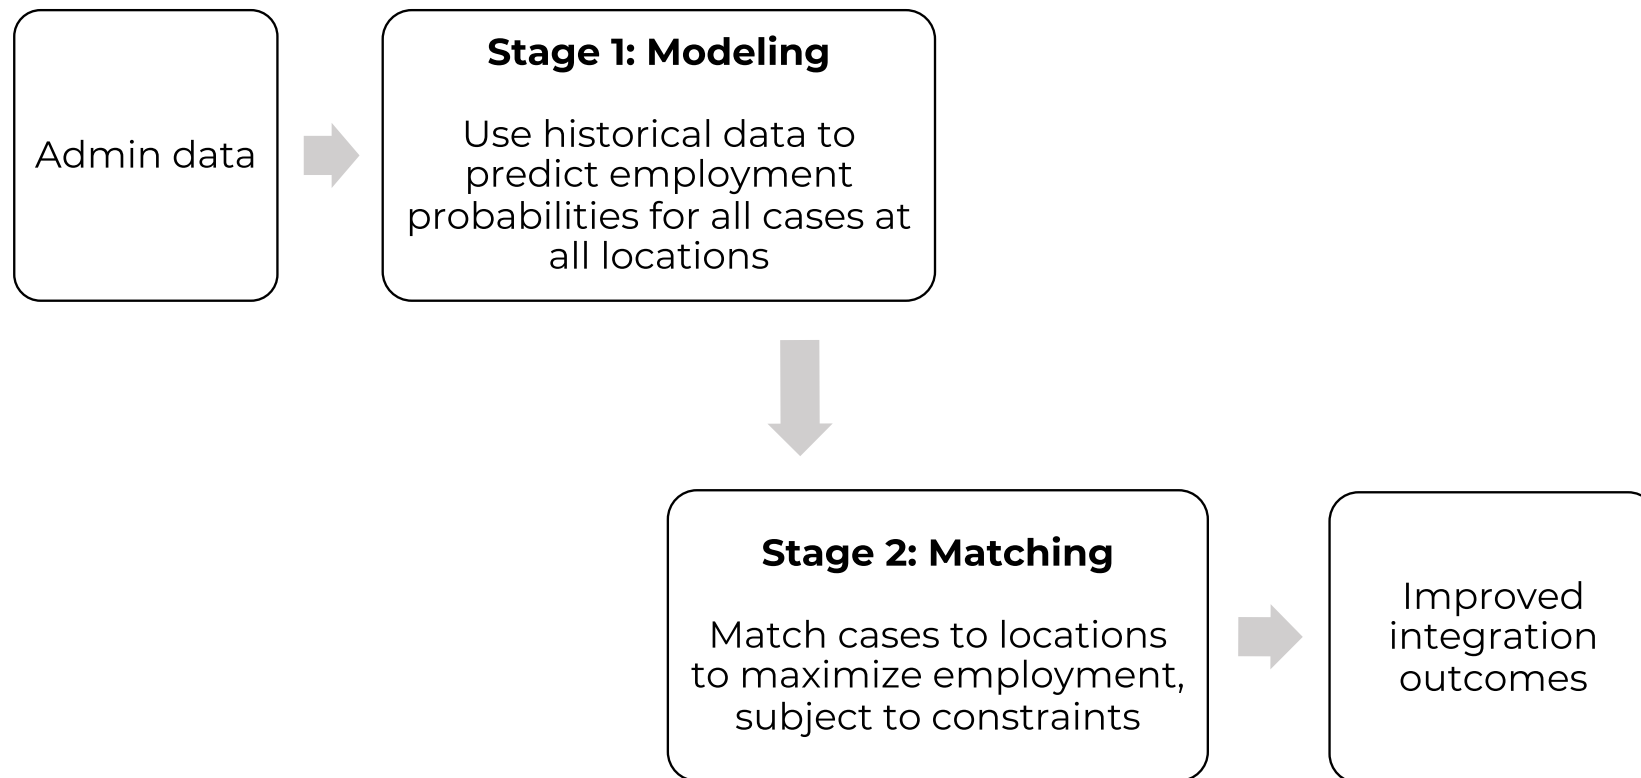 Admin data
Stage 1: Modeling
Use historical data to
predict employment
probabilities for all cases at
all locations
Stage 2: Matching
Match cases to locations
to maximize employment,
subject to constraints
Improved
integration
outcomes